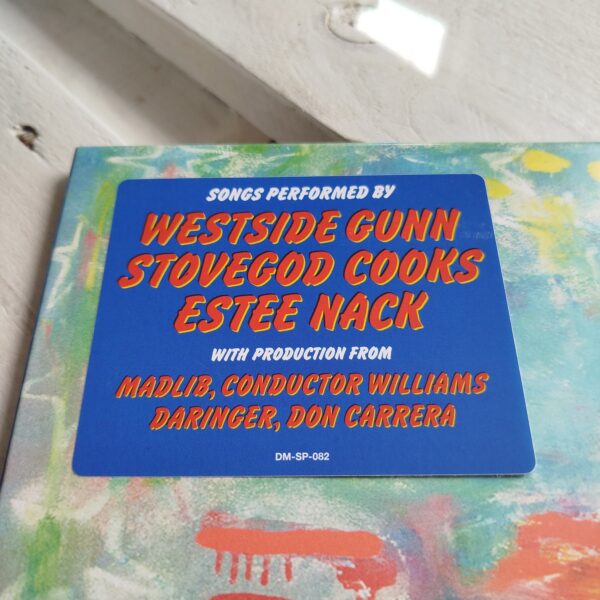 SONGS PERFORMED BY
WESTSIDE GUNN
STOVEGOD COOKS
ESTEE NACK
WITH PRODUCTION FROM
MADLIB, CONDUCTOR WILLIAMS
DARINGER, DON CARRERA
DM-SP-082